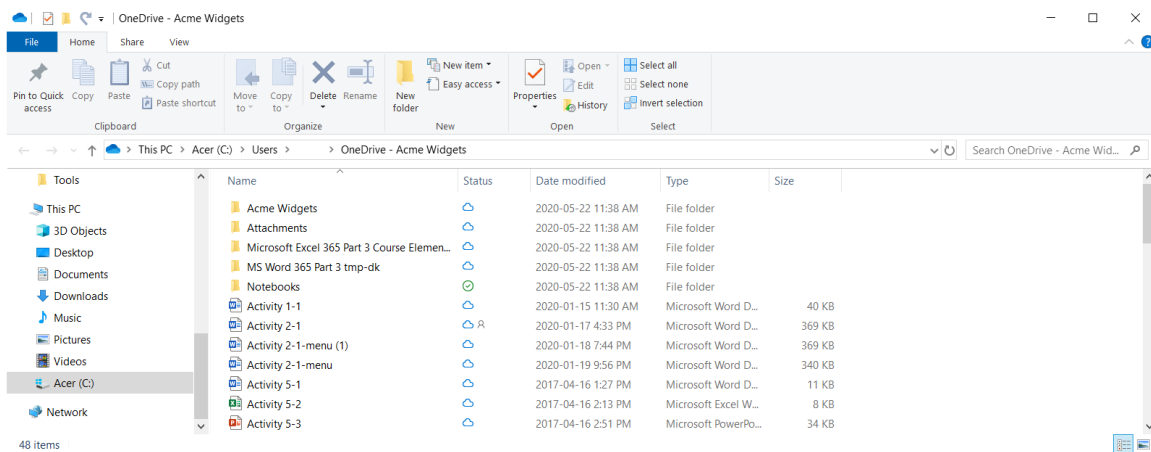 OneDrive - Acme Widgets
File Home Share View
Pin to Quick access
Copy
Paste
Cut
Copy path
Paste shortcut
Clipboard
Move to
Copy to
Delete
Rename
Organize
New folder
New item
Easy access
New
Properties
Open
Edit
History
Open
Select all
Select none
Invert selection
Select
This PC > Acer (C:) > Users > > OneDrive - Acme Widgets
Search OneDrive - Acme Wid...
Tools
This PC
3D Objects
Desktop
Documents
Downloads
Music
Pictures
Videos
Acer (C:)
Network
Name Status Date modified Type Size
Acme Widgets 2020-05-22 11:38 AM File folder
Attachments 2020-05-22 11:38 AM File folder
Microsoft Excel 365 Part 3 Course Elemen... 2020-05-22 11:38 AM File folder
MS Word 365 Part 3 tmp-dk 2020-05-22 11:38 AM File folder
Notebooks 2020-05-22 11:38 AM File folder
Activity 1-1 2020-01-15 11:30 AM Microsoft Word D... 40 KB
Activity 2-1 2020-01-17 4:33 PM Microsoft Word D... 369 KB
Activity 2-1-menu (1) 2020-01-18 7:44 PM Microsoft Word D... 369 KB
Activity 2-1-menu 2020-01-19 9:56 PM Microsoft Word D... 340 KB
Activity 5-1 2017-04-16 1:27 PM Microsoft Word D... 11 KB
Activity 5-2 2017-04-16 2:13 PM Microsoft Excel W... 8 KB
Activity 5-3 2017-04-16 2:51 PM Microsoft PowerPo... 34 KB
48 items